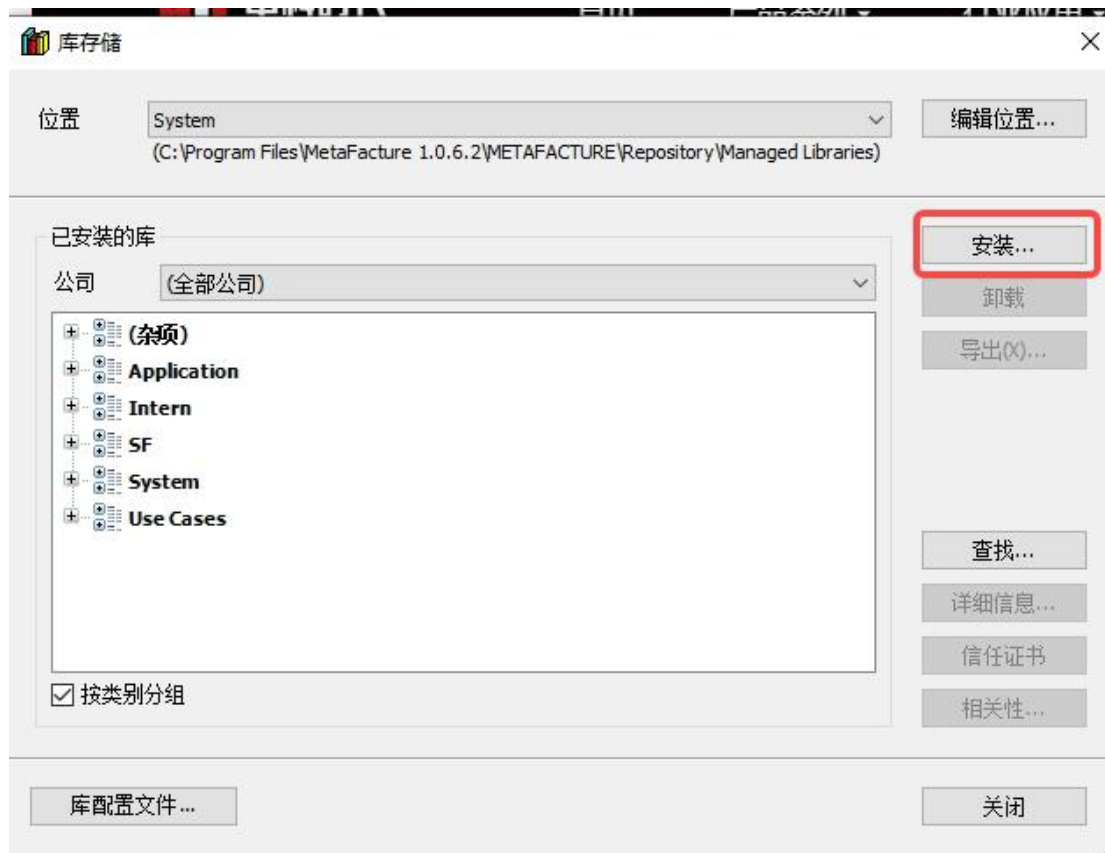 库存储
位置
System
编辑位置...
(C:\Program Files\MetaFacture 1.0.6.2\METAFACTURE\Repository\Managed Libraries)
已安装的库
安装...
公司
(全部公司)
卸载
(杂项)
导出(X)...
Application
Intern
SF
System
Use Cases
查找...
详细信息...
信任证书
按类别分组
相关性...
库配置文件...
关闭